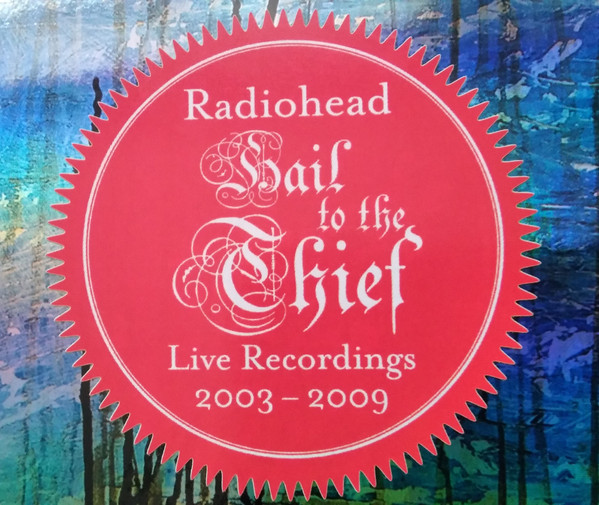 Radiohead
Hail
to the
Thief
Live Recordings
2003 – 2009